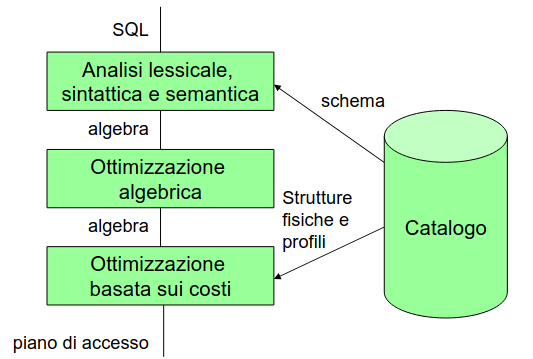 SQL
Analisi lessicale,
sintattica e semantica
schema
algebra
Ottimizzazione
algebrica
Strutture
fisiche e
profili
Catalogo
algebra
Ottimizzazione
basata sui costi
piano di accesso